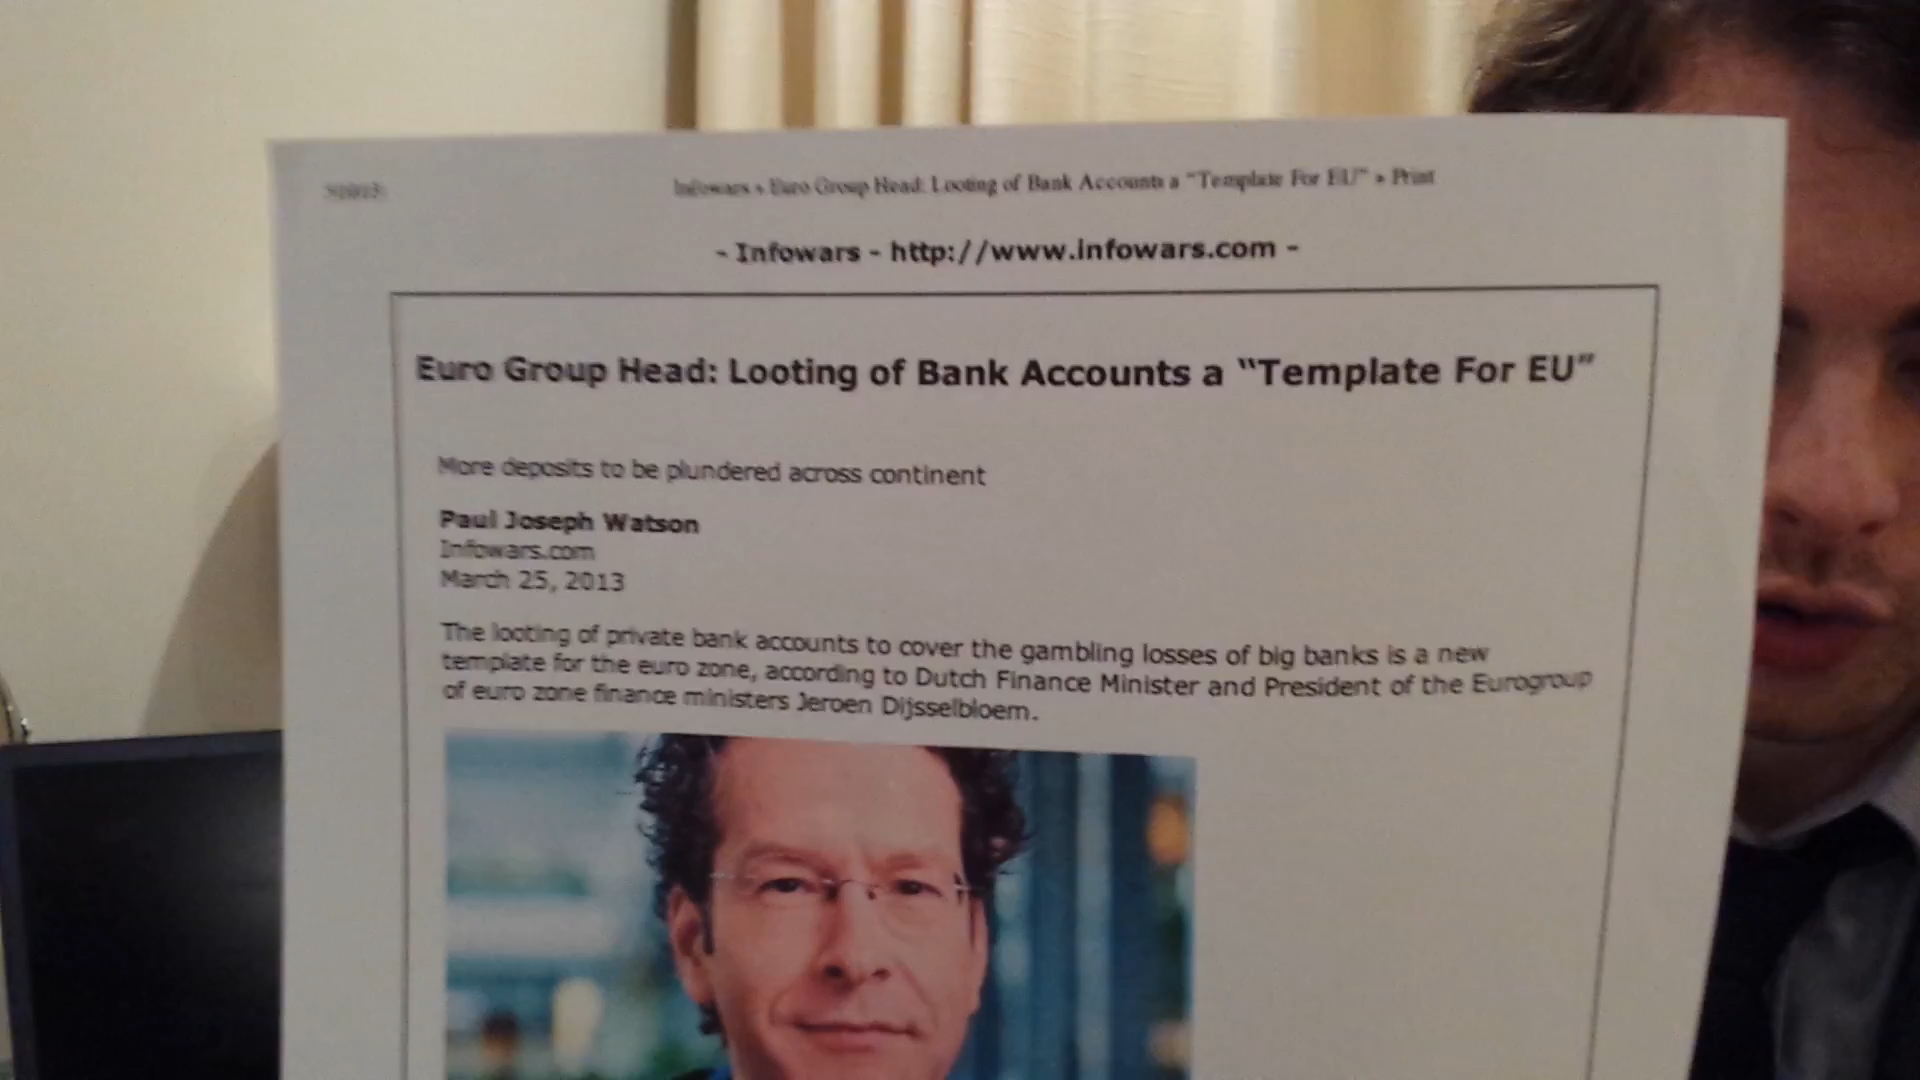 Infowars » Euro Group Head: Looting of Bank Accounts a “Template For EU” » Print
- Infowars - http://www.infowars.com -
Euro Group Head: Looting of Bank Accounts a “Template For EU”
More deposits to be plundered across continent
Paul Joseph Watson
Infowars.com
March 25, 2013
The looting of private bank accounts to cover the gambling losses of big banks is a new
template for the euro zone, according to Dutch Finance Minister and President of the Eurogroup
of euro zone finance ministers Jeroen Dijsselbloem.